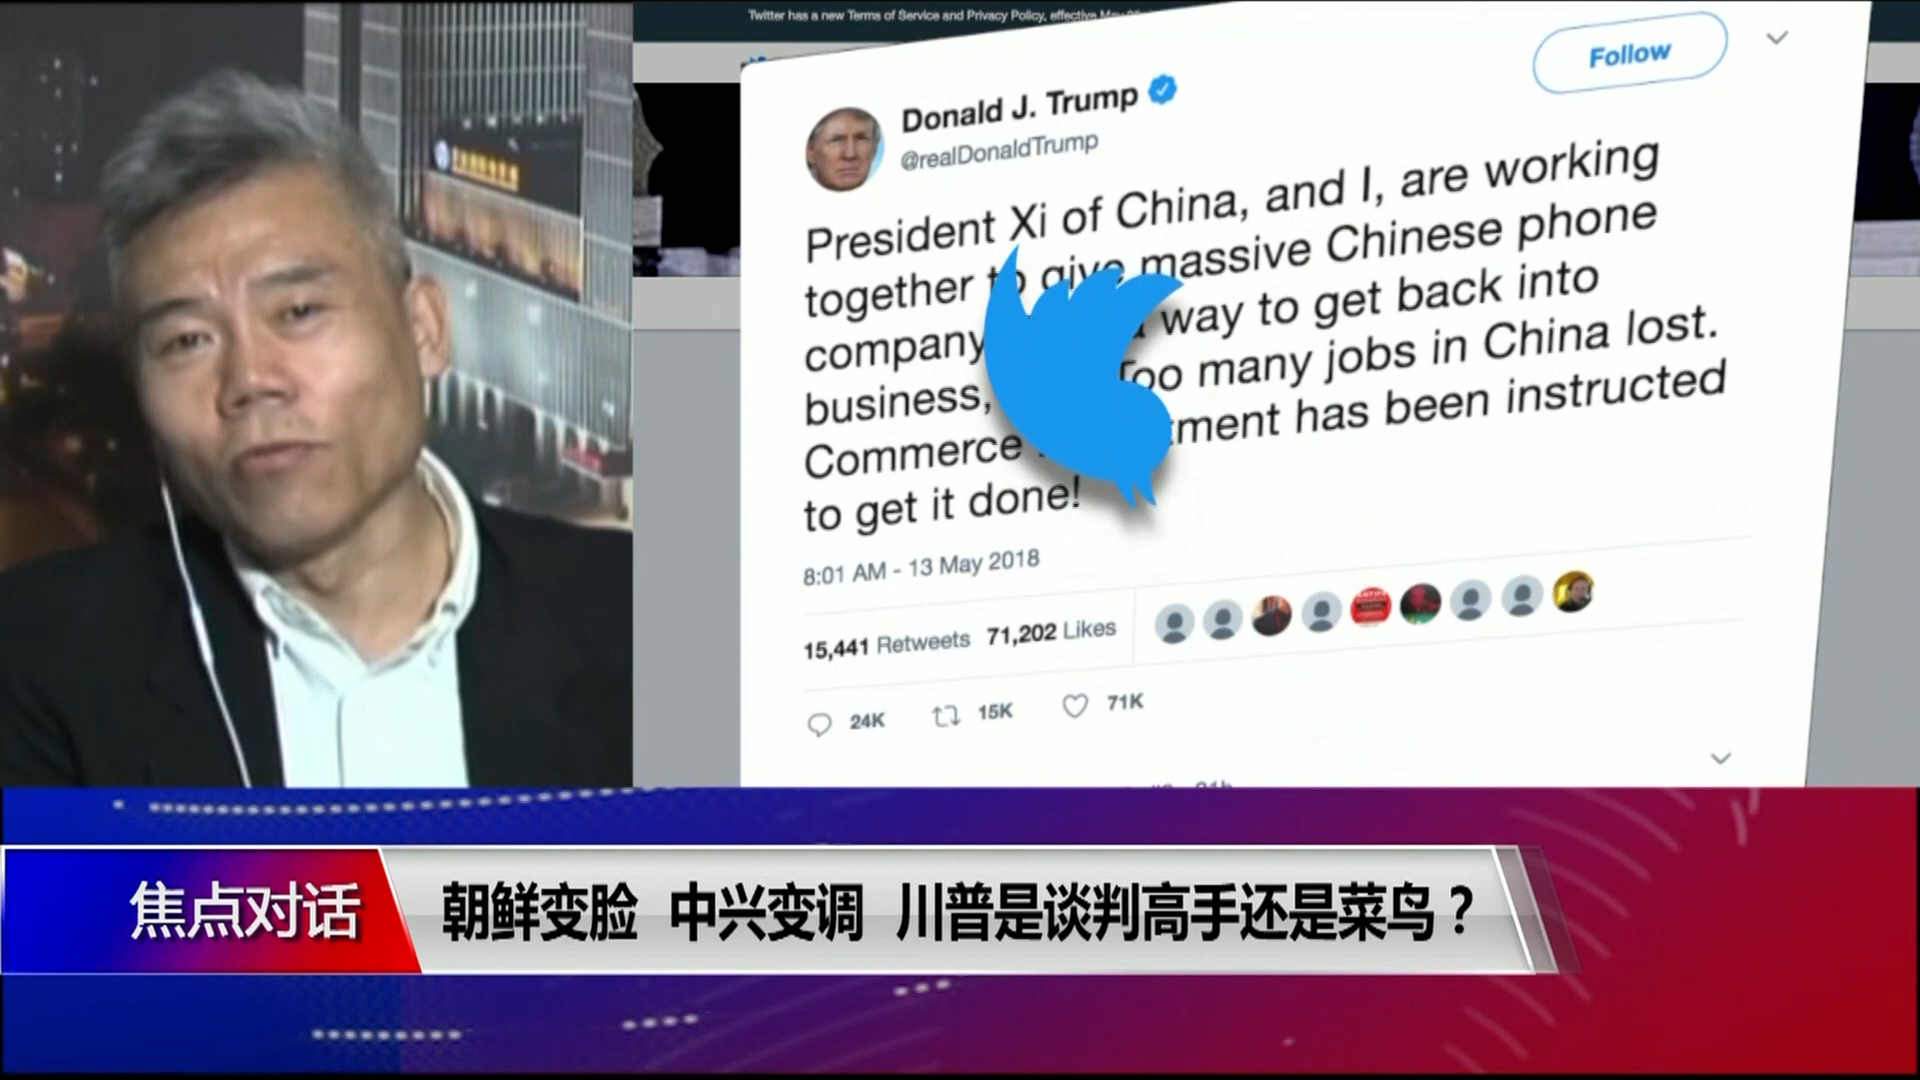 Twitter has a new Terms of Service and Privacy Policy, effective May
Follow
Donald J. Trump
@realDonaldTrump
President Xi of China, and I, are working
together to give massive Chinese phone
company way to get back into
business, Too many jobs in China lost.
Commerce has been instructed
to get it done!
8:01 AM - 13 May 2018
15,441 Retweets 71,202 Likes
24K 15K 71K
焦点对话
朝鲜变脸 中兴变调 川普是谈判高手还是菜鸟？